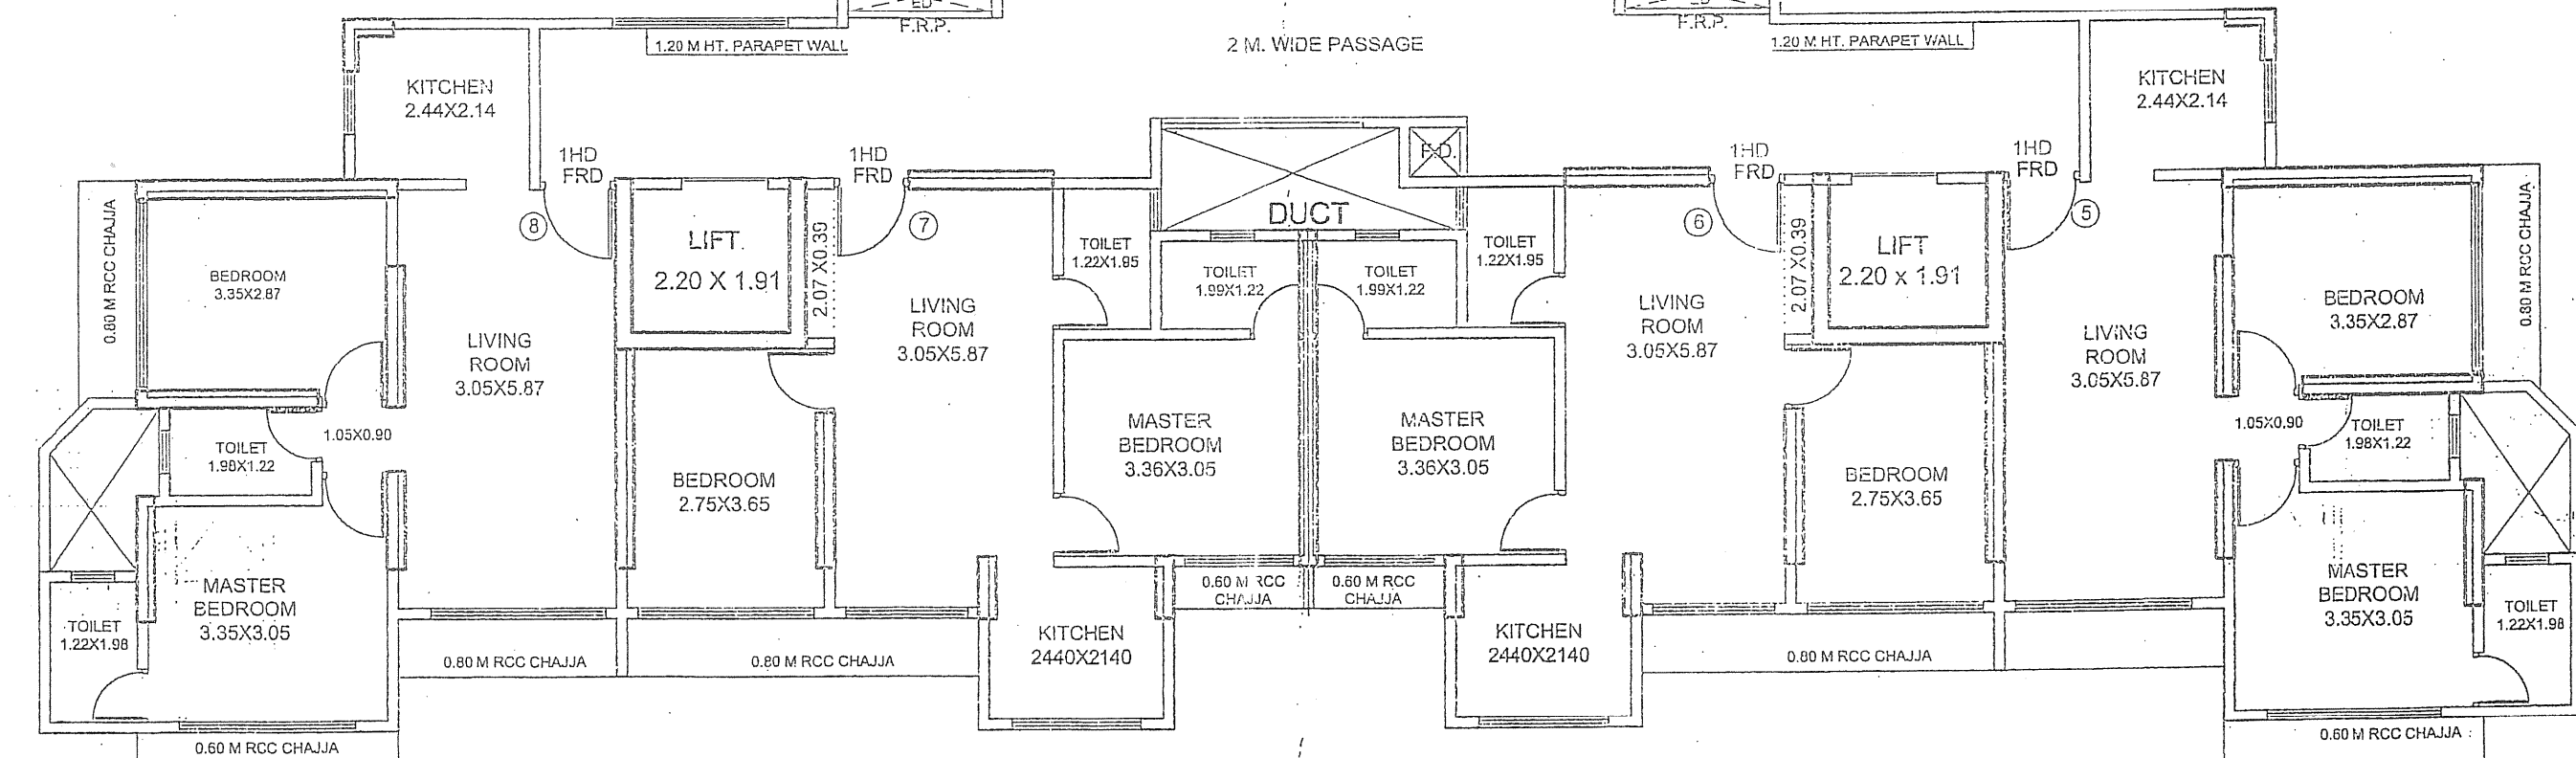 ED
F.R.P.
ED
F.R.P.
1.20 M HT. PARAPET WALL
2 M. WIDE PASSAGE
1.20 M HT. PARAPET WALL
KITCHEN
2.44X2.14
KITCHEN
2.44X2.14
1HD
FRD
1HD
FRD
F.D.
1HD
FRD
1HD
FRD
0.80 M RCC CHAJJA
BEDROOM
3.35X2.87
8
LIFT.
2.20 X 1.91
2.07 X0.39
7
LIVING
ROOM
3.05X5.87
LIVING
ROOM
3.05X5.87
TOILET
1.22X1.95
DUCT
TOILET
1.99X1.22
TOILET
1.99X1.22
TOILET
1.22X1.95
6
LIVING
ROOM
3.05X5.87
2.07 X0.39
LIFT
2.20 x 1.91
5
LIVING
ROOM
3.05X5.87
BEDROOM
3.35X2.87
0.80 M RCC CHAJJA
TOILET
1.98X1.22
1.05X0.90
BEDROOM
2.75X3.65
MASTER
BEDROOM
3.36X3.05
MASTER
BEDROOM
3.36X3.05
BEDROOM
2.75X3.65
1.05X0.90
TOILET
1.98X1.22
MASTER
BEDROOM
3.35X3.05
TOILET
1.22X1.98
0.60 M RCC
CHAJJA
0.60 M RCC
CHAJJA
MASTER
BEDROOM
3.35X3.05
TOILET
1.22X1.98
0.80 M RCC CHAJJA
0.80 M RCC CHAJJA
KITCHEN
2440X2140
KITCHEN
2440X2140
0.80 M RCC CHAJJA
0.60 M RCC CHAJJA
0.60 M RCC CHAJJA